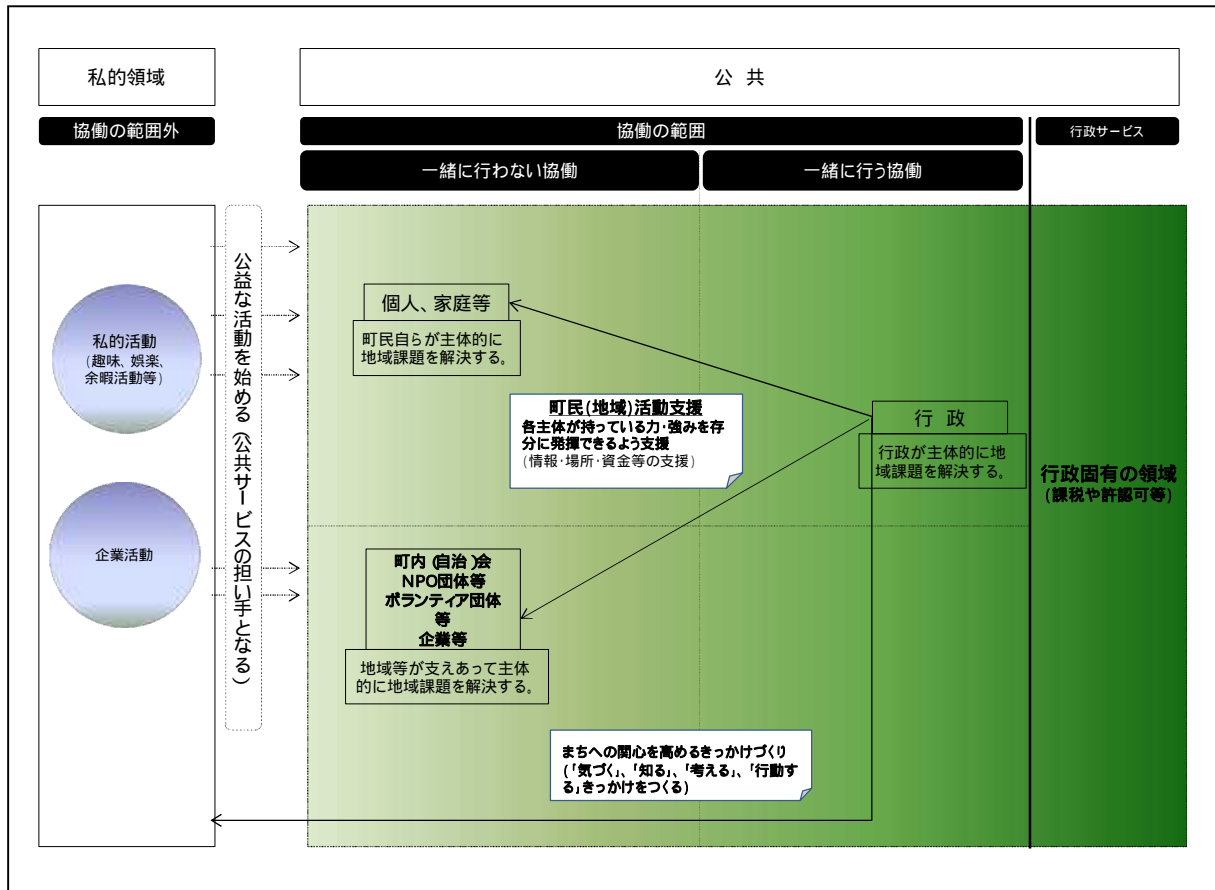 私的領域
公 共
協働の範囲外
協働の範囲
行政サービス
一緒に行わない協働
一緒に行う協働
公益な活動を始める（公共サービスの担い手となる）
私的活動
(趣味、娯楽、
余暇活動等)
企業活動
個人、家庭等
町民自らが主体的に
地域課題を解決する。
町民(地域)活動支援
各主体が持っている力・強みを存
分に発揮できるよう支援
(情報・場所・資金等の支援)
行 政
行政が主体的に地
域課題を解決する。
行政固有の領域
(課税や許認可等)
町内(自治)会
NPO団体等
ボランティア団体
等
企業等
地域等が支えあって主体
的に地域課題を解決する。
まちへの関心を高めるきっかけづくり
(「気づく」、「知る」、「考える」、「行動す
る」きっかけをつくる)